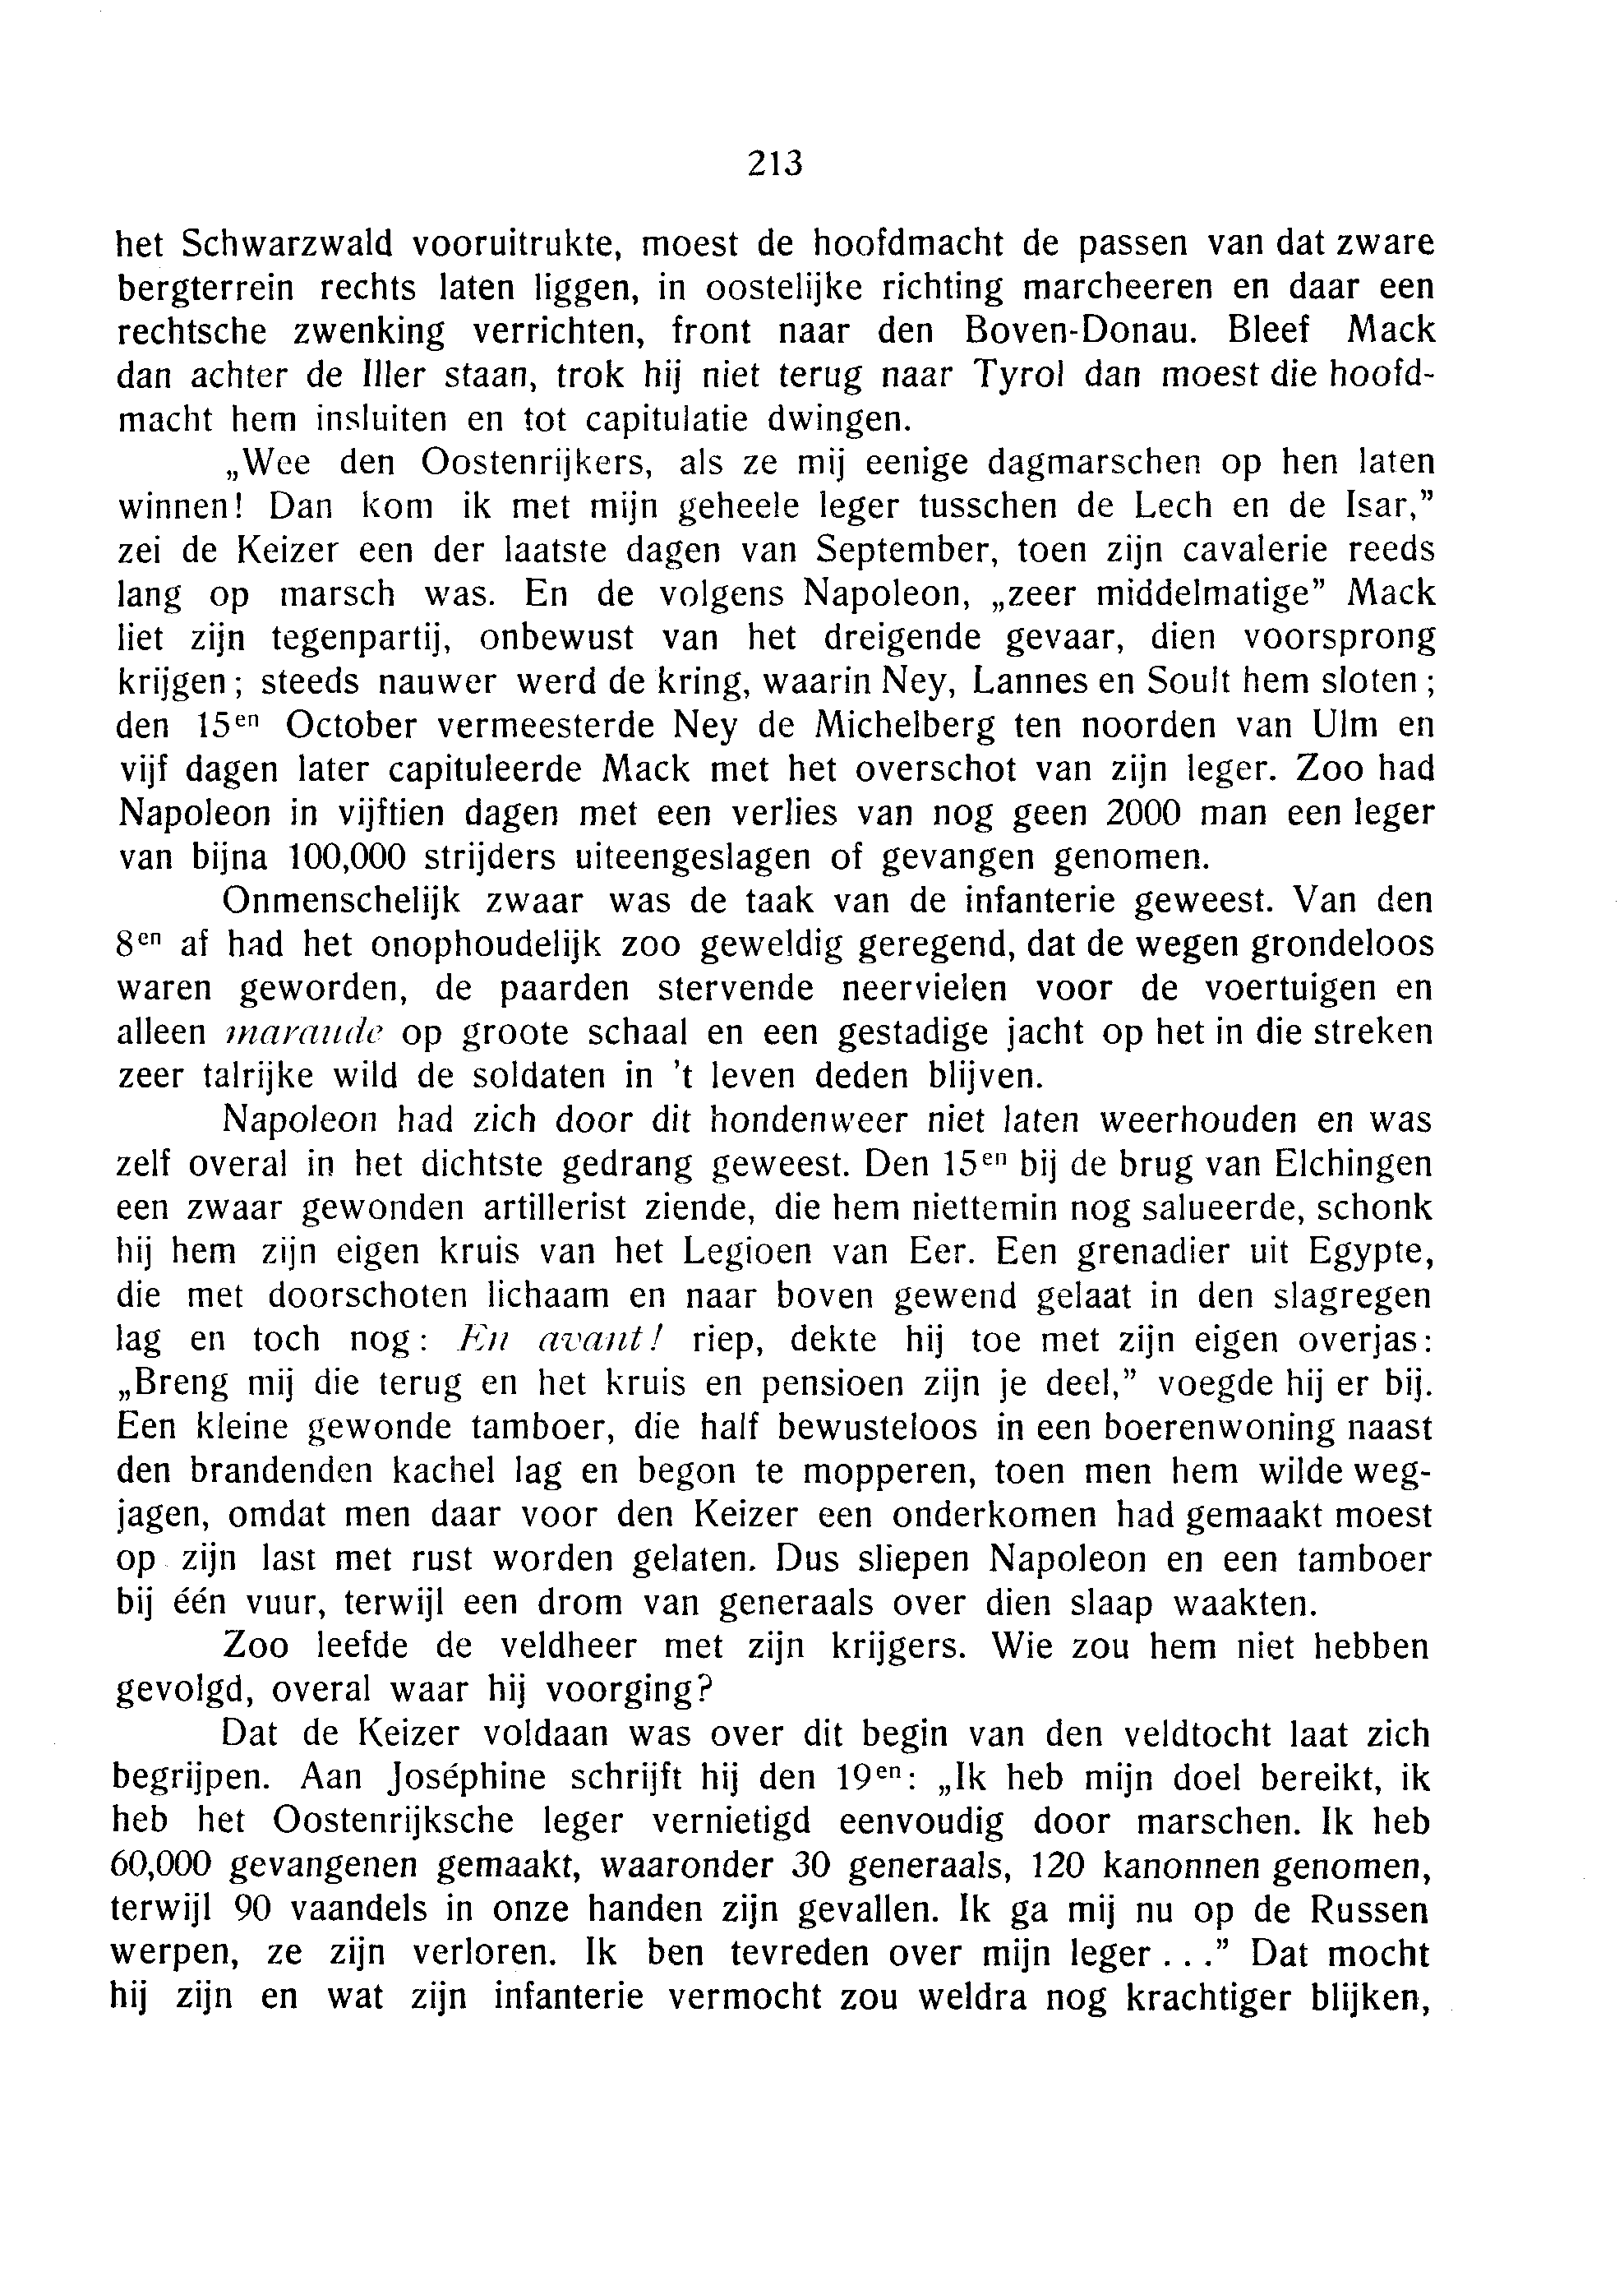 213
het Schwarzwald vooruitrukte, moest de hoofdmacht de passen van dat zware
bergterrein rechts laten liggen, in oostelijke richting marcheeren en daar een
rechtsche zwenking verrichten, front naar den Boven-Donau. Bleef Mack
dan achter de Iller staan, trok hij niet terug naar Tyrol dan moest die hoofd-
macht hem insluiten en tot capitulatie dwingen.
„Wee den Oostenrijkers, als ze mij eenige dagmarschen op hen laten
winnen! Dan kom ik met mijn geheele leger tusschen de Lech en de Isar,”
zei de Keizer een der laatste dagen van September, toen zijn cavalerie reeds
lang op marsch was. En de volgens Napoleon, „zeer middelmatige” Mack
liet zijn tegenpartij, onbewust van het dreigende gevaar, dien voorsprong
krijgen; steeds nauwer werd de kring, waarin Ney, Lannes en Soult hem sloten;
den 15en October vermeesterde Ney de Michelberg ten noorden van Ulm en
vijf dagen later capituleerde Mack met het overschot van zijn leger. Zoo had
Napoleon in vijftien dagen met een verlies van nog geen 2000 man een leger
van bijna 100,000 strijders uiteengeslagen of gevangen genomen.
Onmenschelijk zwaar was de taak van de infanterie geweest. Van den
8en af had het onophoudelijk zoo geweldig geregend, dat de wegen grondeloos
waren geworden, de paarden stervende neervielen voor de voertuigen en
alleen maraude op groote schaal en een gestadige jacht op het in die streken
zeer talrijke wild de soldaten in ’t leven deden blijven.
Napoleon had zich door dit hondenweer niet laten weerhouden en was
zelf overal in het dichtste gedrang geweest. Den 15en bij de brug van Elchingen
een zwaar gewonden artillerist ziende, die hem niettemin nog salueerde, schonk
hij hem zijn eigen kruis van het Legioen van Eer. Een grenadier uit Egypte,
die met doorschoten lichaam en naar boven gewend gelaat in den slagregen
lag en toch nog: En avant! riep, dekte hij toe met zijn eigen overjas:
„Breng mij die terug en het kruis en pensioen zijn je deel,” voegde hij er bij.
Een kleine gewonde tamboer, die half bewusteloos in een boerenwoning naast
den brandenden kachel lag en begon te mopperen, toen men hem wilde weg-
jagen, omdat men daar voor den Keizer een onderkomen had gemaakt moest
op zijn last met rust worden gelaten. Dus sliepen Napoleon en een tamboer
bij één vuur, terwijl een drom van generaals over dien slaap waakten.
Zoo leefde de veldheer met zijn krijgers. Wie zou hem niet hebben
gevolgd, overal waar hij voorging?
Dat de Keizer voldaan was over dit begin van den veldtocht laat zich
begrijpen. Aan Joséphine schrijft hij den 19en: „Ik heb mijn doel bereikt, ik
heb het Oostenrijksche leger vernietigd eenvoudig door marschen. Ik heb
60,000 gevangenen gemaakt, waaronder 30 generaals, 120 kanonnen genomen,
terwijl 90 vaandels in onze handen zijn gevallen. Ik ga mij nu op de Russen
werpen, ze zijn verloren. Ik ben tevreden over mijn leger...” Dat mocht
hij zijn en wat zijn infanterie vermocht zou weldra nog krachtiger blijken,